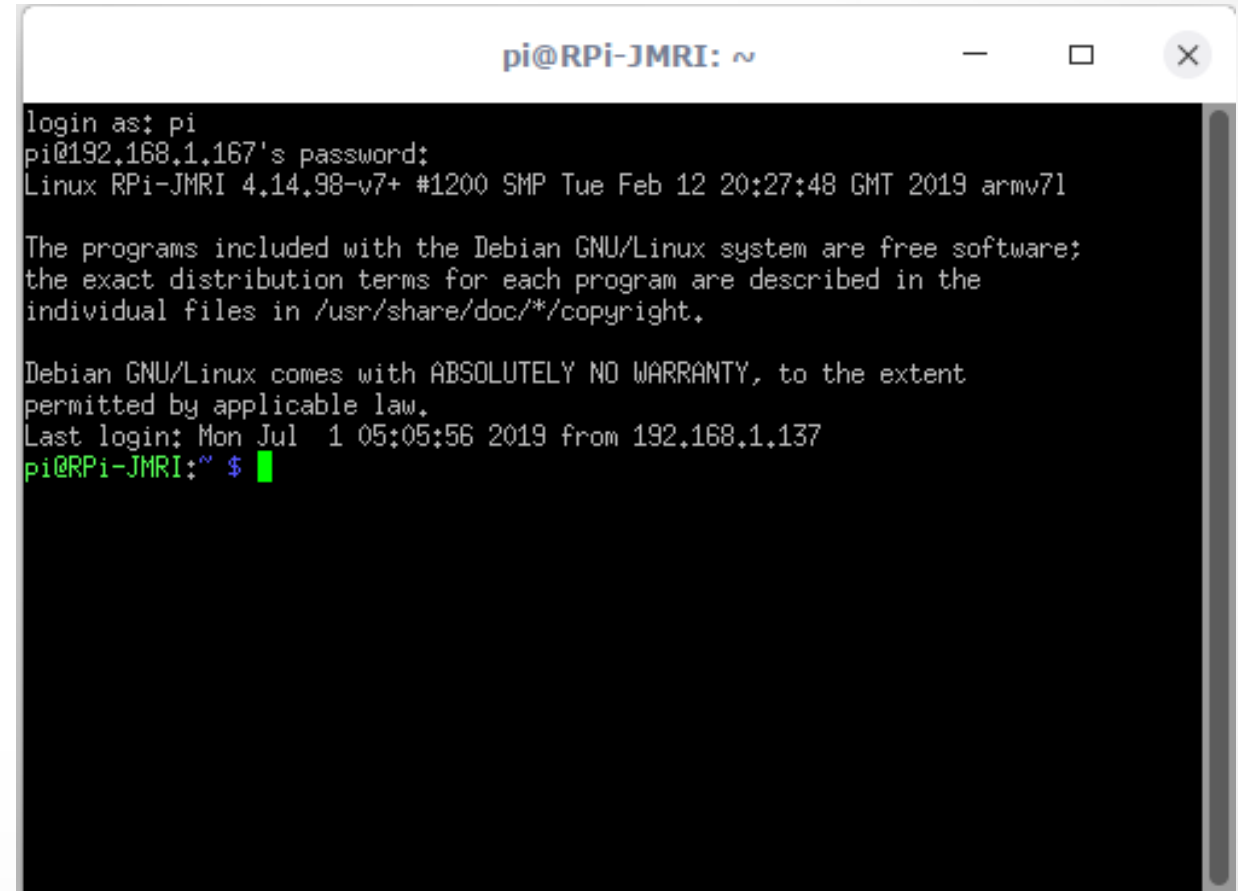 pi@RPi-JMRI: ~
login as: pi
pi@192.168.1.167's password:
Linux RPi-JMRI 4.14.98-v7+ #1200 SMP Tue Feb 12 20:27:48 GMT 2019 armv7l
The programs included with the Debian GNU/Linux system are free software;
the exact distribution terms for each program are described in the
individual files in /usr/share/doc/*/copyright.
Debian GNU/Linux comes with ABSOLUTELY NO WARRANTY, to the extent
permitted by applicable law.
Last login: Mon Jul  1 05:05:56 2019 from 192.168.1.137
pi@RPi-JMRI:~ $